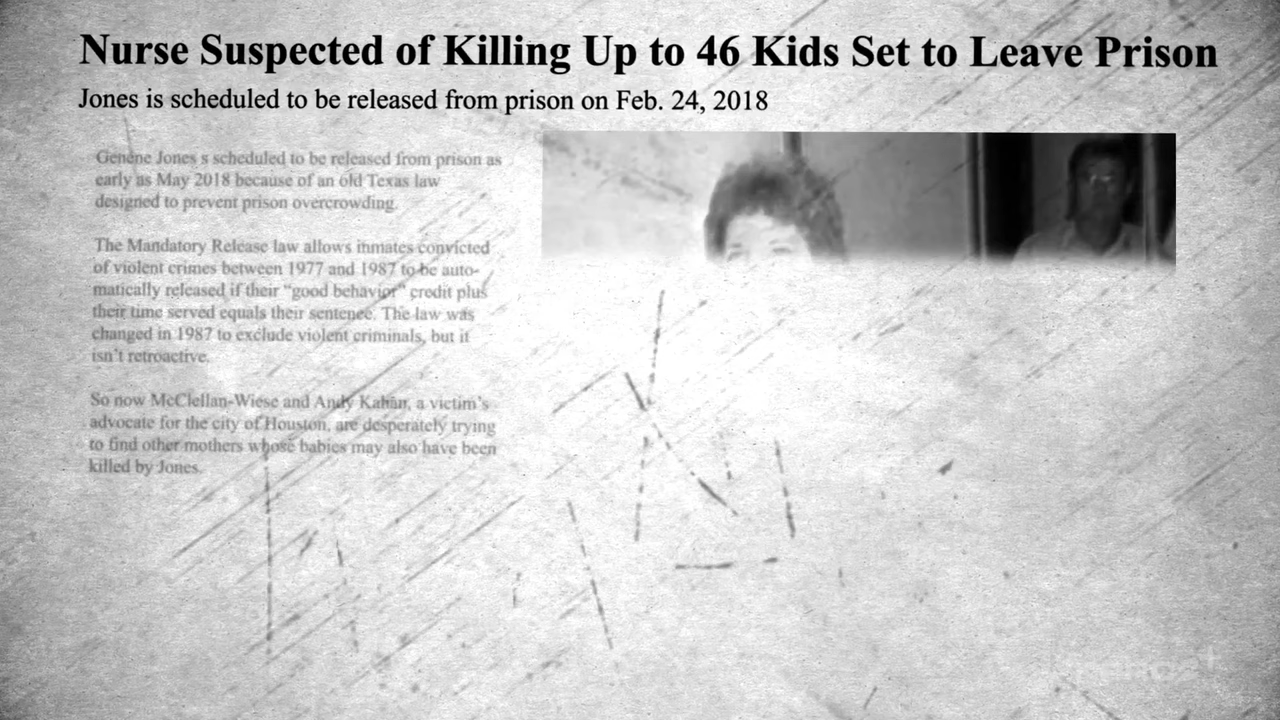 Nurse Suspected of Killing Up to 46 Kids Set to Leave Prison
Jones is scheduled to be released from prison on Feb. 24, 2018
Genene Jones s scheduled to be released from prison as
early as May 2018 because of an old Texas law
designed to prevent prison overcrowding.
The Mandatory Release law allows inmates convicted
of violent crimes between 1977 and 1987 to be auto-
matically released if their “good behavior” credit plus
their time served equals their sentence. The law was
changed in 1987 to exclude violent criminals, but it
isn't retroactive.
So now McClellan-Wiese and Andy Kahan, a victim's
advocate for the city of Houston, are desperately trying
to find other mothers whose babies may also have been
killed by Jones.